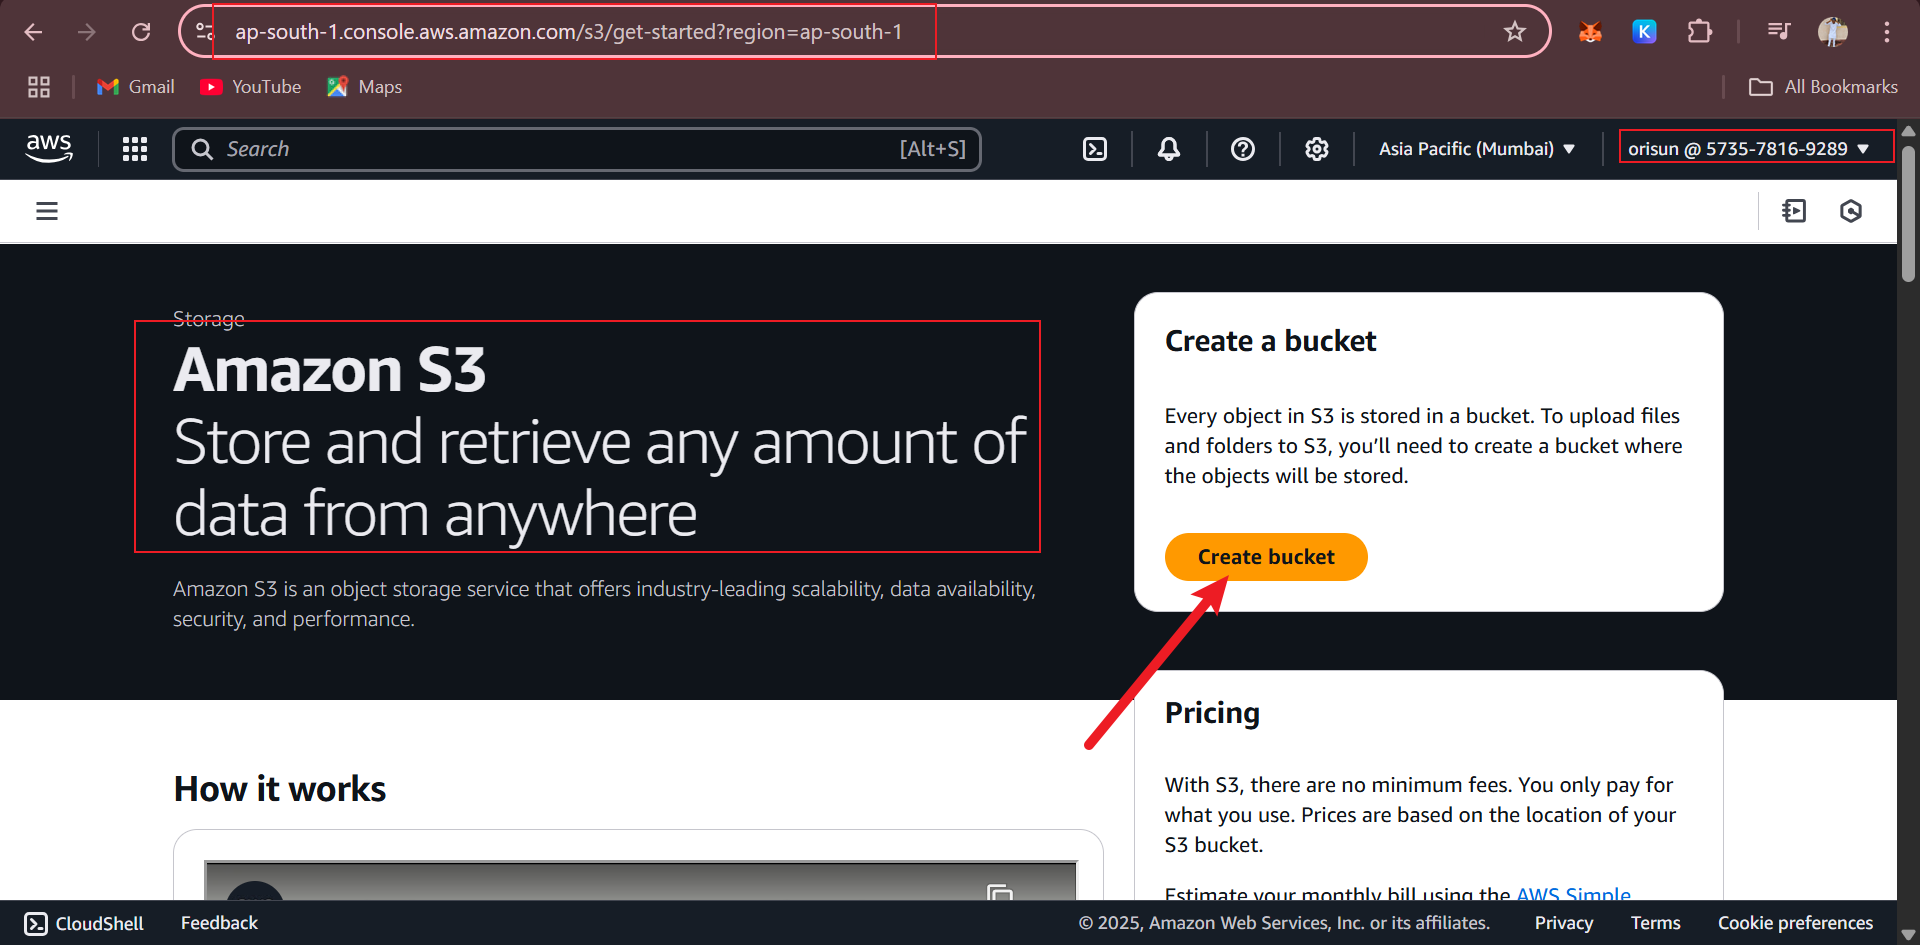 ap-south-1.console.aws.amazon.com/s3/get-started?region=ap-south-1
K
Gmail
YouTube
Maps
All Bookmarks
aws
Search
[Alt+S]
Asia Pacific (Mumbai)
orisun @ 5735-7816-9289
Storage
Amazon S3
Store and retrieve any amount of
data from anywhere
Amazon S3 is an object storage service that offers industry-leading scalability, data availability,
security, and performance.
Create a bucket
Every object in S3 is stored in a bucket. To upload files
and folders to S3, you’ll need to create a bucket where
the objects will be stored.
Create bucket
Pricing
With S3, there are no minimum fees. You only pay for
what you use. Prices are based on the location of your
S3 bucket.
Estimate your monthly bill using the AWS Simple
How it works
CloudShell
Feedback
© 2025, Amazon Web Services, Inc. or its affiliates.
Privacy
Terms
Cookie preferences